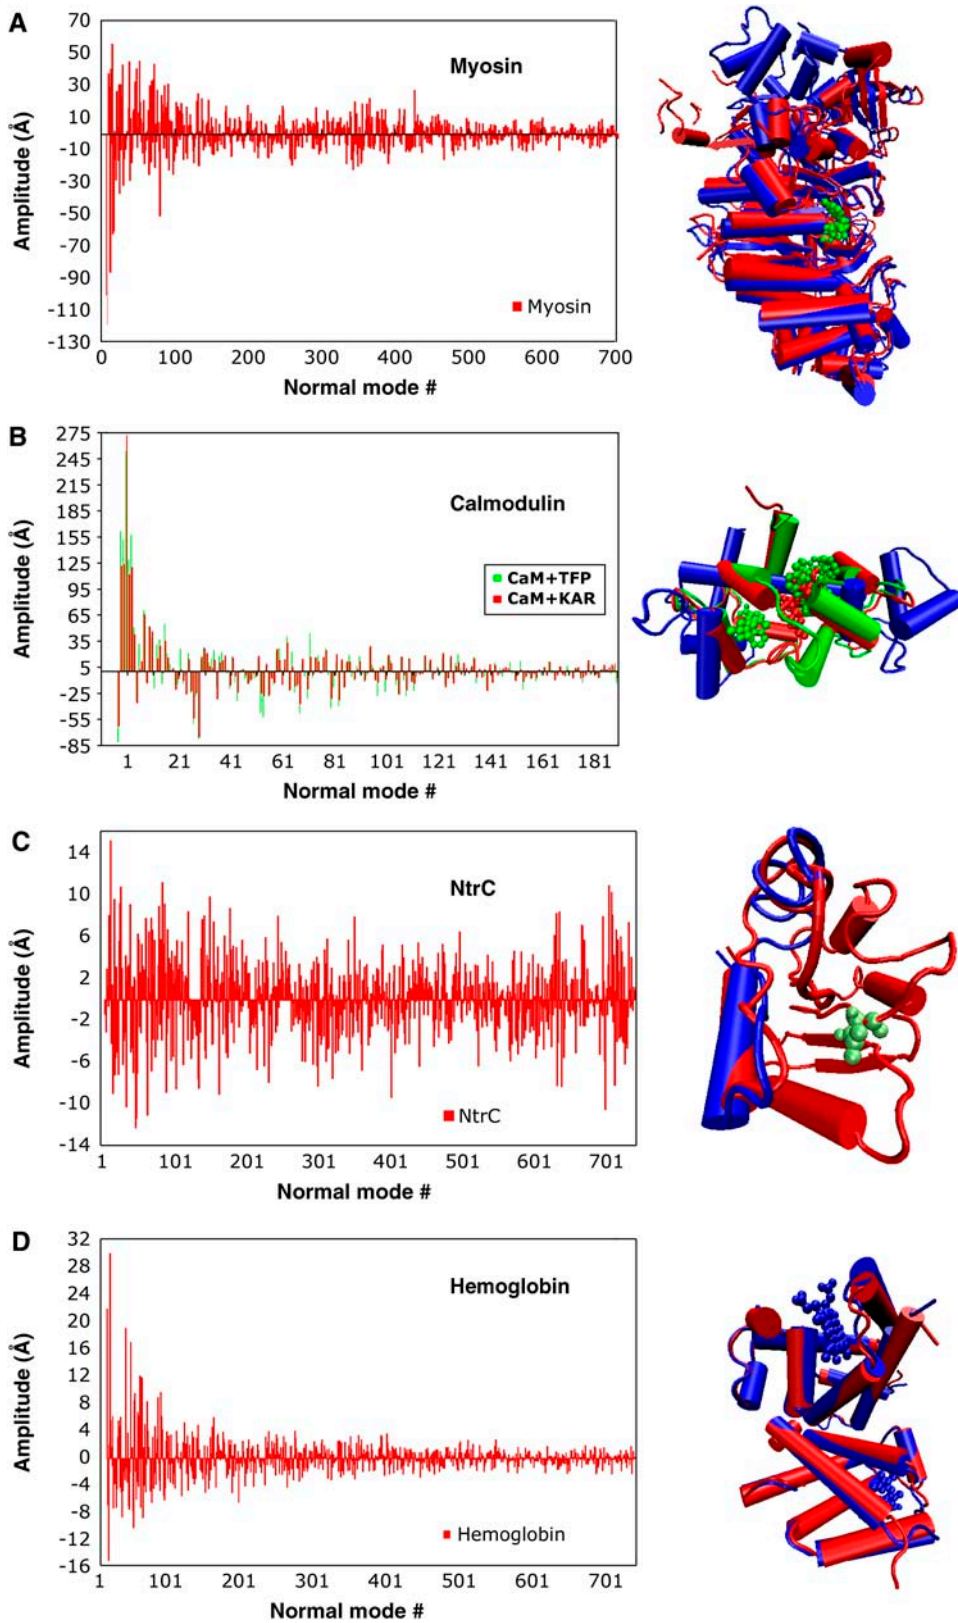 A
Myosin
Amplitude (Å)
70
50
30
10
-10
-30
-50
-70
-90
-110
-130
Myosin
0 100 200 300 400 500 600 700
Normal mode #
B
Calmodulin
Amplitude (Å)
275
245
215
185
155
125
95
65
35
5
-25
-55
-85
CaM+TFP
CaM+KAR
1 21 41 61 81 101 121 141 161 181
Normal mode #
C
NtrC
Amplitude (Å)
14
10
6
2
-2
-6
-10
-14
NtrC
1 101 201 301 401 501 601 701
Normal mode #
D
Hemoglobin
Amplitude (Å)
32
28
24
20
16
12
8
4
0
-4
-8
-12
-16
Hemoglobin
1 101 201 301 401 501 601 701
Normal mode #